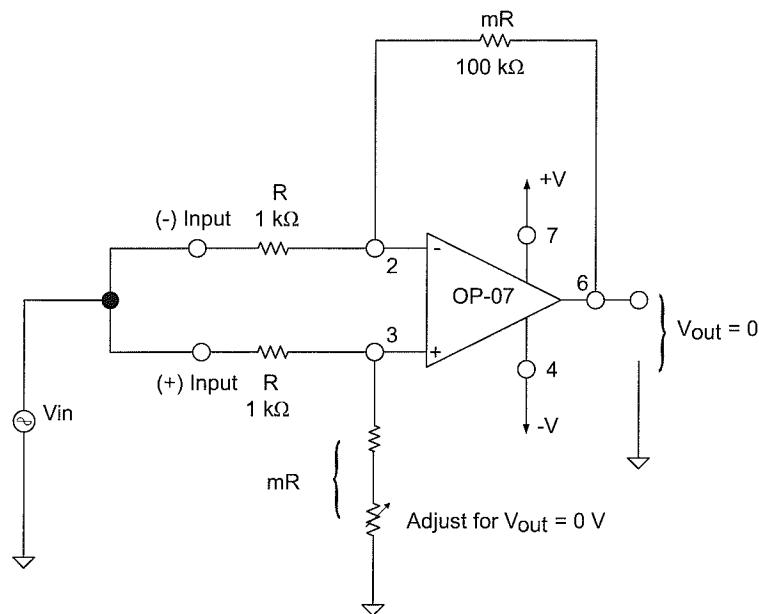 mR
100 kΩ
R
1 kΩ
(-) Input
+V
7
2
-
OP-07
6
Vout = 0
3
+
4
(+) Input
R
1 kΩ
-V
Vin
mR
Adjust for Vout = 0 V